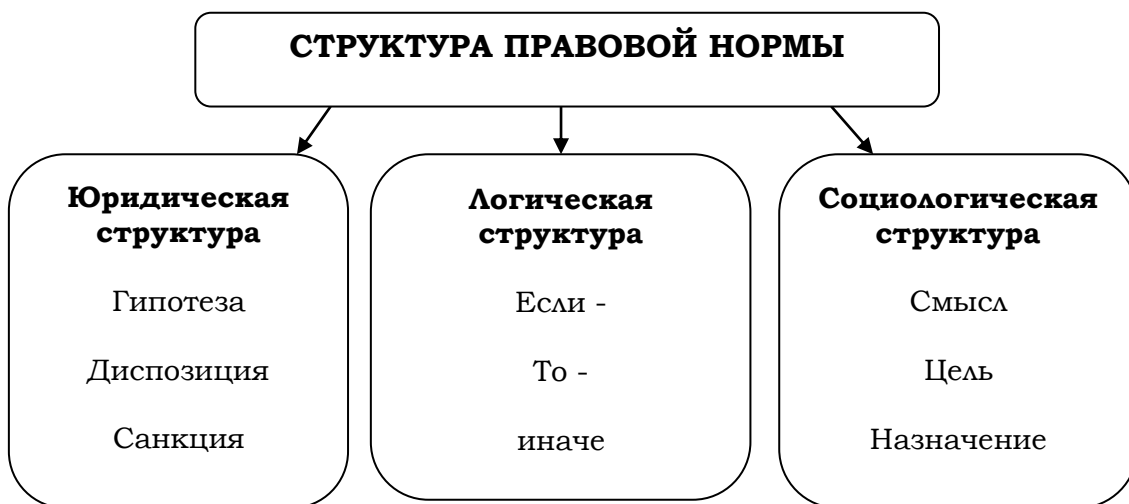 СТРУКТУРА ПРАВОВОЙ НОРМЫ
Юридическая
структура
Гипотеза
Диспозиция
Санкция
Логическая
структура
Если -
То -
иначе
Социологическая
структура
Смысл
Цель
Назначение